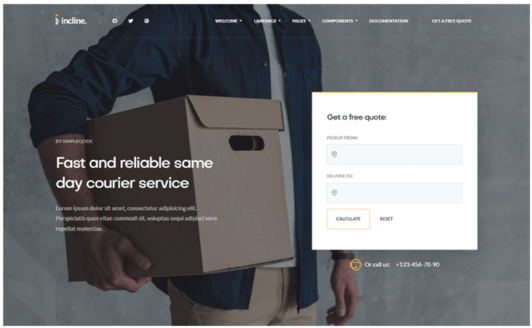 incline.
WELCOME LANDINGS PAGES COMPONENTS DOCUMENTATION GET A FREE QUOTE
BY SIMPLEQODE
Fast and reliable same
day courier service
Lorem ipsum dolor sit amet, consectetur adipisicing elit.
Perspiciatis quos vitae commodi sit, voluptas sequi adipisci vero
repellat molestias.
Get a free quote:
PICKUP FROM:
DELIVER TO:
CALCULATE RESET
Or call us: +123-456-78-90